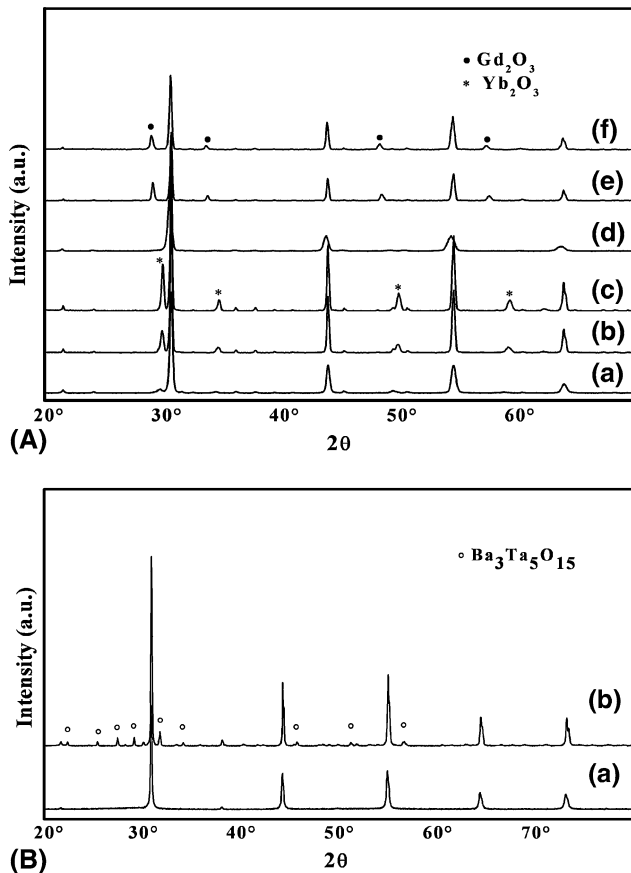 • Gd₂O₃
* Yb₂O₃
(f)
(e)
(d)
(c)
(b)
(a)
Intensity (a.u.)
20° 30° 40° 50° 60°
(A)
2θ
∘ Ba₃Ta₅O₁₅
(b)
(a)
Intensity (a.u.)
20° 30° 40° 50° 60° 70°
(B)
2θ